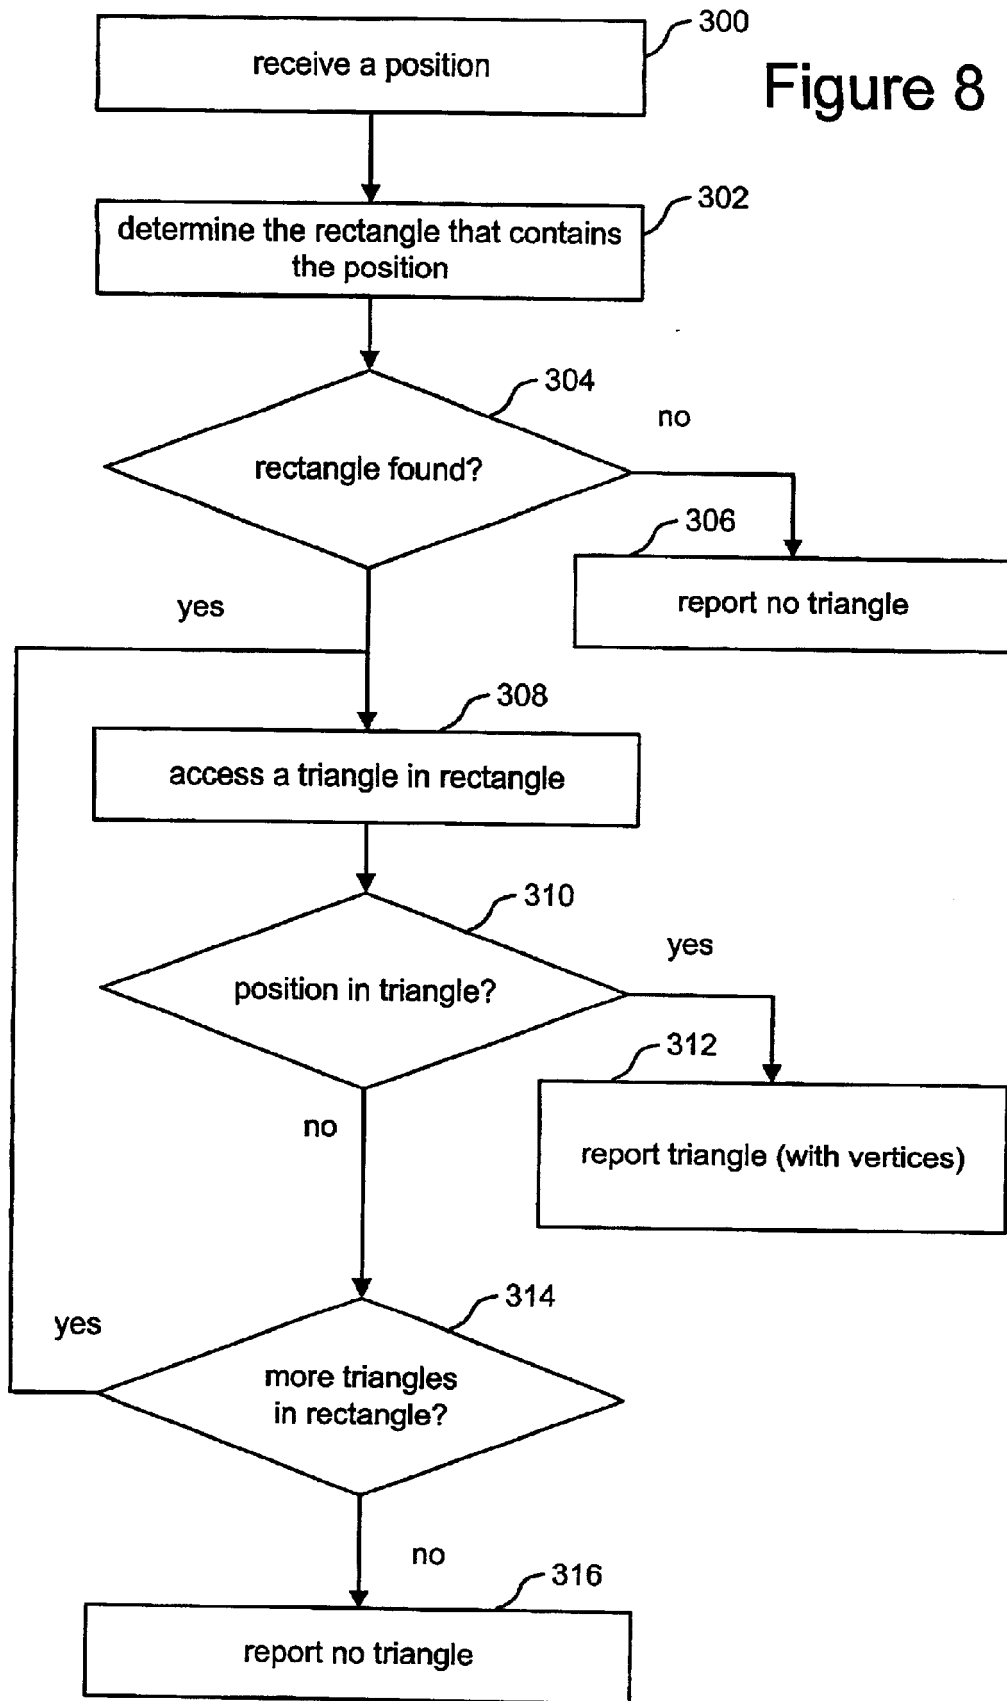 300
receive a position
Figure 8
302
determine the rectangle that contains
the position
304
no
rectangle found?
306
report no triangle
yes
308
access a triangle in rectangle
310
yes
position in triangle?
312
no
report triangle (with vertices)
314
yes
more triangles
in rectangle?
no
316
report no triangle